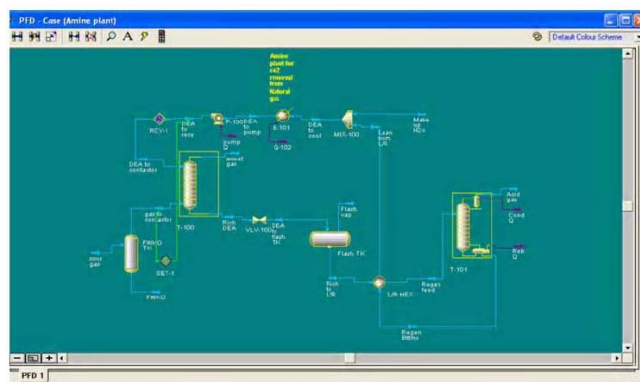 PFD - Case (Amine plant)
Default Colour Scheme
Amine
plant for
co2
removal
from
Natural
gas
RCY-1
DEA
to
recy
P-100
DEA
to
pump
pump
Q
E-101
Q-102
DEA
to
cool
MIX-100
Make
up
H2o
Lean
from
L/R
DEA to
contactor
sweet
gas
gas to
contactor
T-100
sour
gas
FWKO
TK
SET-1
FWKO
Rich
DEA
VLV-100
DEA
to
flash
TK
Flash
vap
Flash TK
Rich
to
L/R
L/R HEX
Regen
feed
Regen
Bttms
T-101
Acid
gas
Cond
Q
Reb
Q
PFD 1